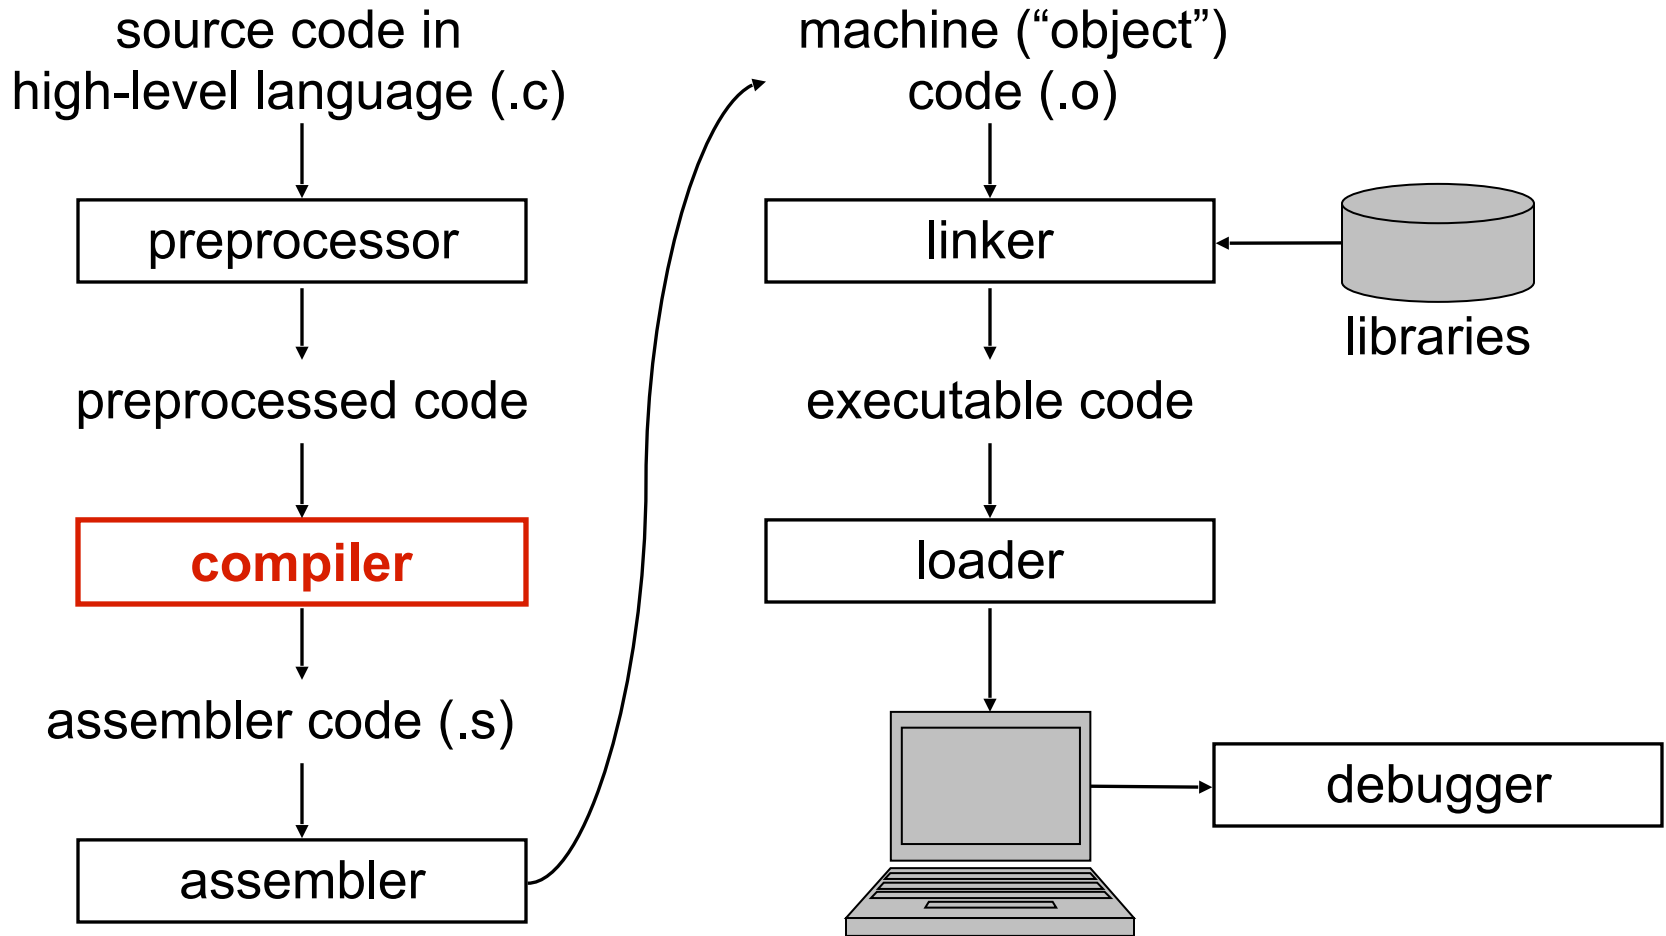 source code in
high-level language (.c)
preprocessor
preprocessed code
compiler
assembler code (.s)
assembler
machine (“object”)
code (.o)
linker
libraries
executable code
loader
debugger